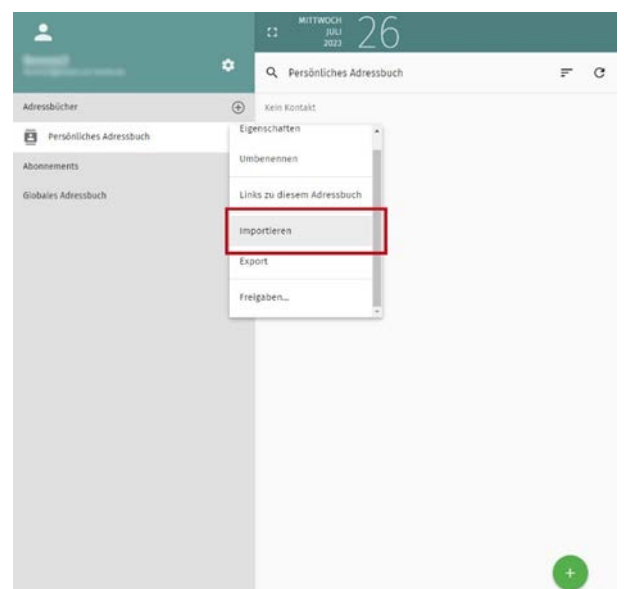 MITTWOCH
JULI
2023
26
Persönliches Adressbuch
Adressbücher
Kein Kontakt
Persönliches Adressbuch
Eigenschaften
Umbenennen
Abonnements
Links zu diesem Adressbuch
Globales Adressbuch
Importieren
Export
Freigaben...